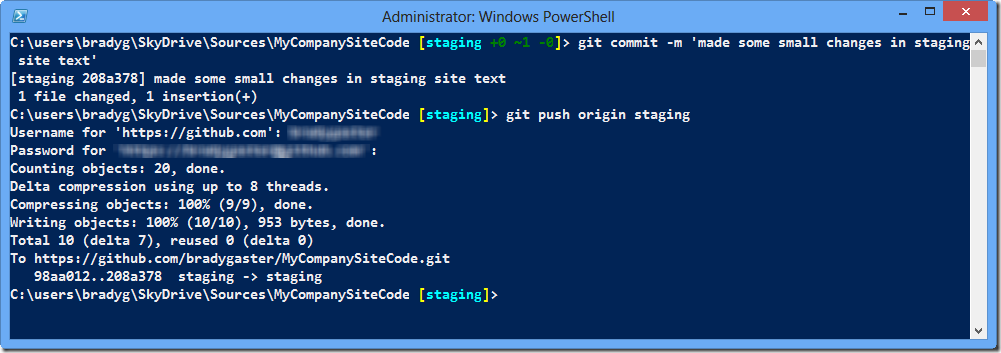 Administrator: Windows PowerShell
C:\users\bradyg\SkyDrive\Sources\MyCompanySiteCode [staging +0 ~1 -0]> git commit -m 'made some small changes in staging
 site text'
[staging 208a378] made some small changes in staging site text
 1 file changed, 1 insertion(+)
C:\users\bradyg\SkyDrive\Sources\MyCompanySiteCode [staging]> git push origin staging
Username for 'https://github.com':
Password for :
Counting objects: 20, done.
Delta compression using up to 8 threads.
Compressing objects: 100% (9/9), done.
Writing objects: 100% (10/10), 953 bytes, done.
Total 10 (delta 7), reused 0 (delta 0)
To https://github.com/bradygaster/MyCompanySiteCode.git
   98aa012..208a378  staging -> staging
C:\users\bradyg\SkyDrive\Sources\MyCompanySiteCode [staging]>